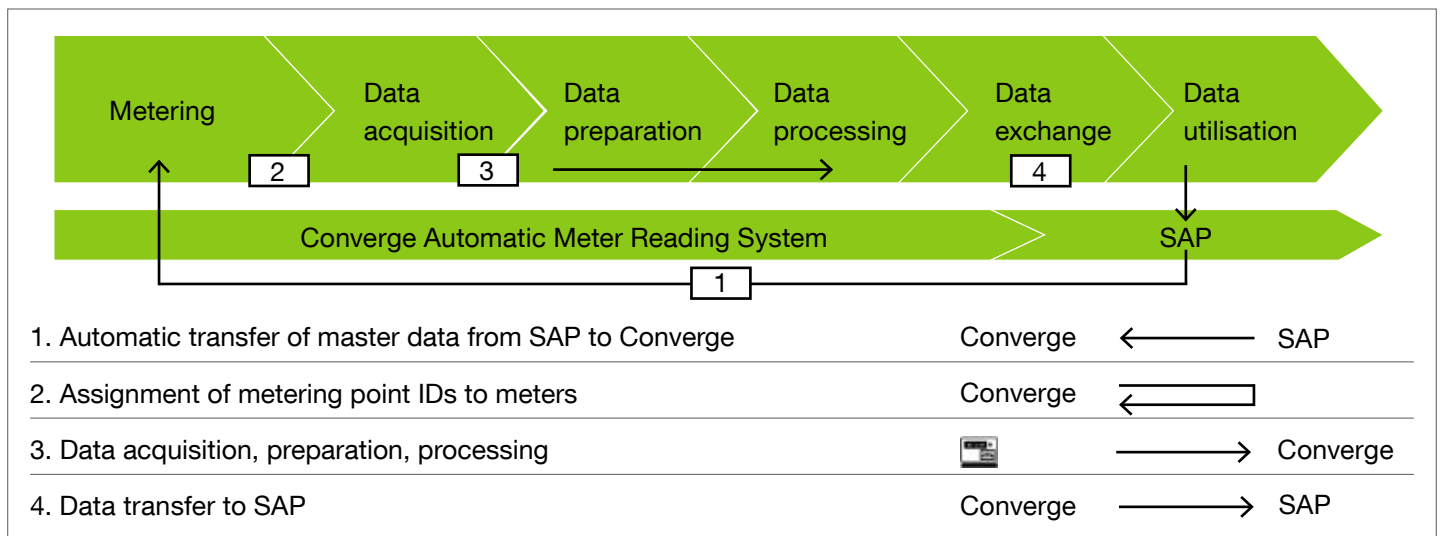 Metering
Data
acquisition
Data
preparation
Data
processing
Data
exchange
Data
utilisation
2
3
4
Converge Automatic Meter Reading System
SAP
1
1. Automatic transfer of master data from SAP to Converge Converge SAP
2. Assignment of metering point IDs to meters Converge
3. Data acquisition, preparation, processing Converge
4. Data transfer to SAP Converge SAP